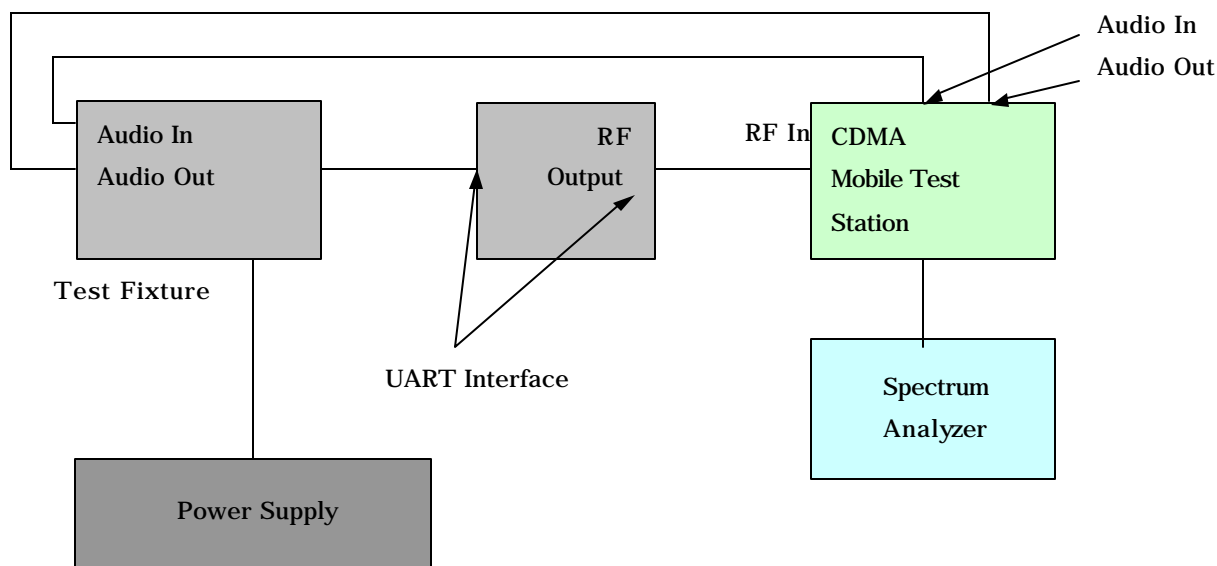 Audio In
Audio Out
Audio In
Audio Out
RF
Output
RF In
CDMA
Mobile Test
Station
Test Fixture
UART Interface
Spectrum
Analyzer
Power Supply